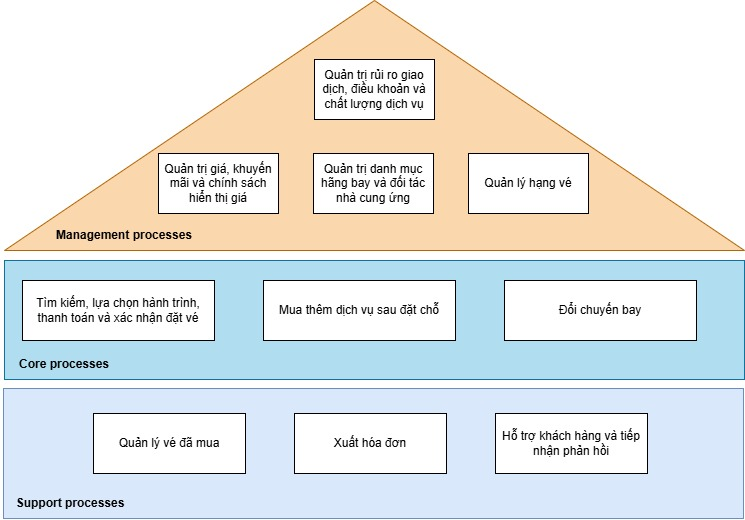 Quản trị rủi ro giao
dịch, điều khoản và
chất lượng dịch vụ
Quản trị giá, khuyến
mãi và chính sách
hiển thị giá
Quản trị danh mục
hãng bay và đối tác
nhà cung ứng
Quản lý hạng vé
Management processes
Tìm kiếm, lựa chọn hành trình,
thanh toán và xác nhận đặt vé
Mua thêm dịch vụ sau đặt chỗ
Đổi chuyến bay
Core processes
Quản lý vé đã mua
Xuất hóa đơn
Hỗ trợ khách hàng và tiếp
nhận phản hồi
Support processes